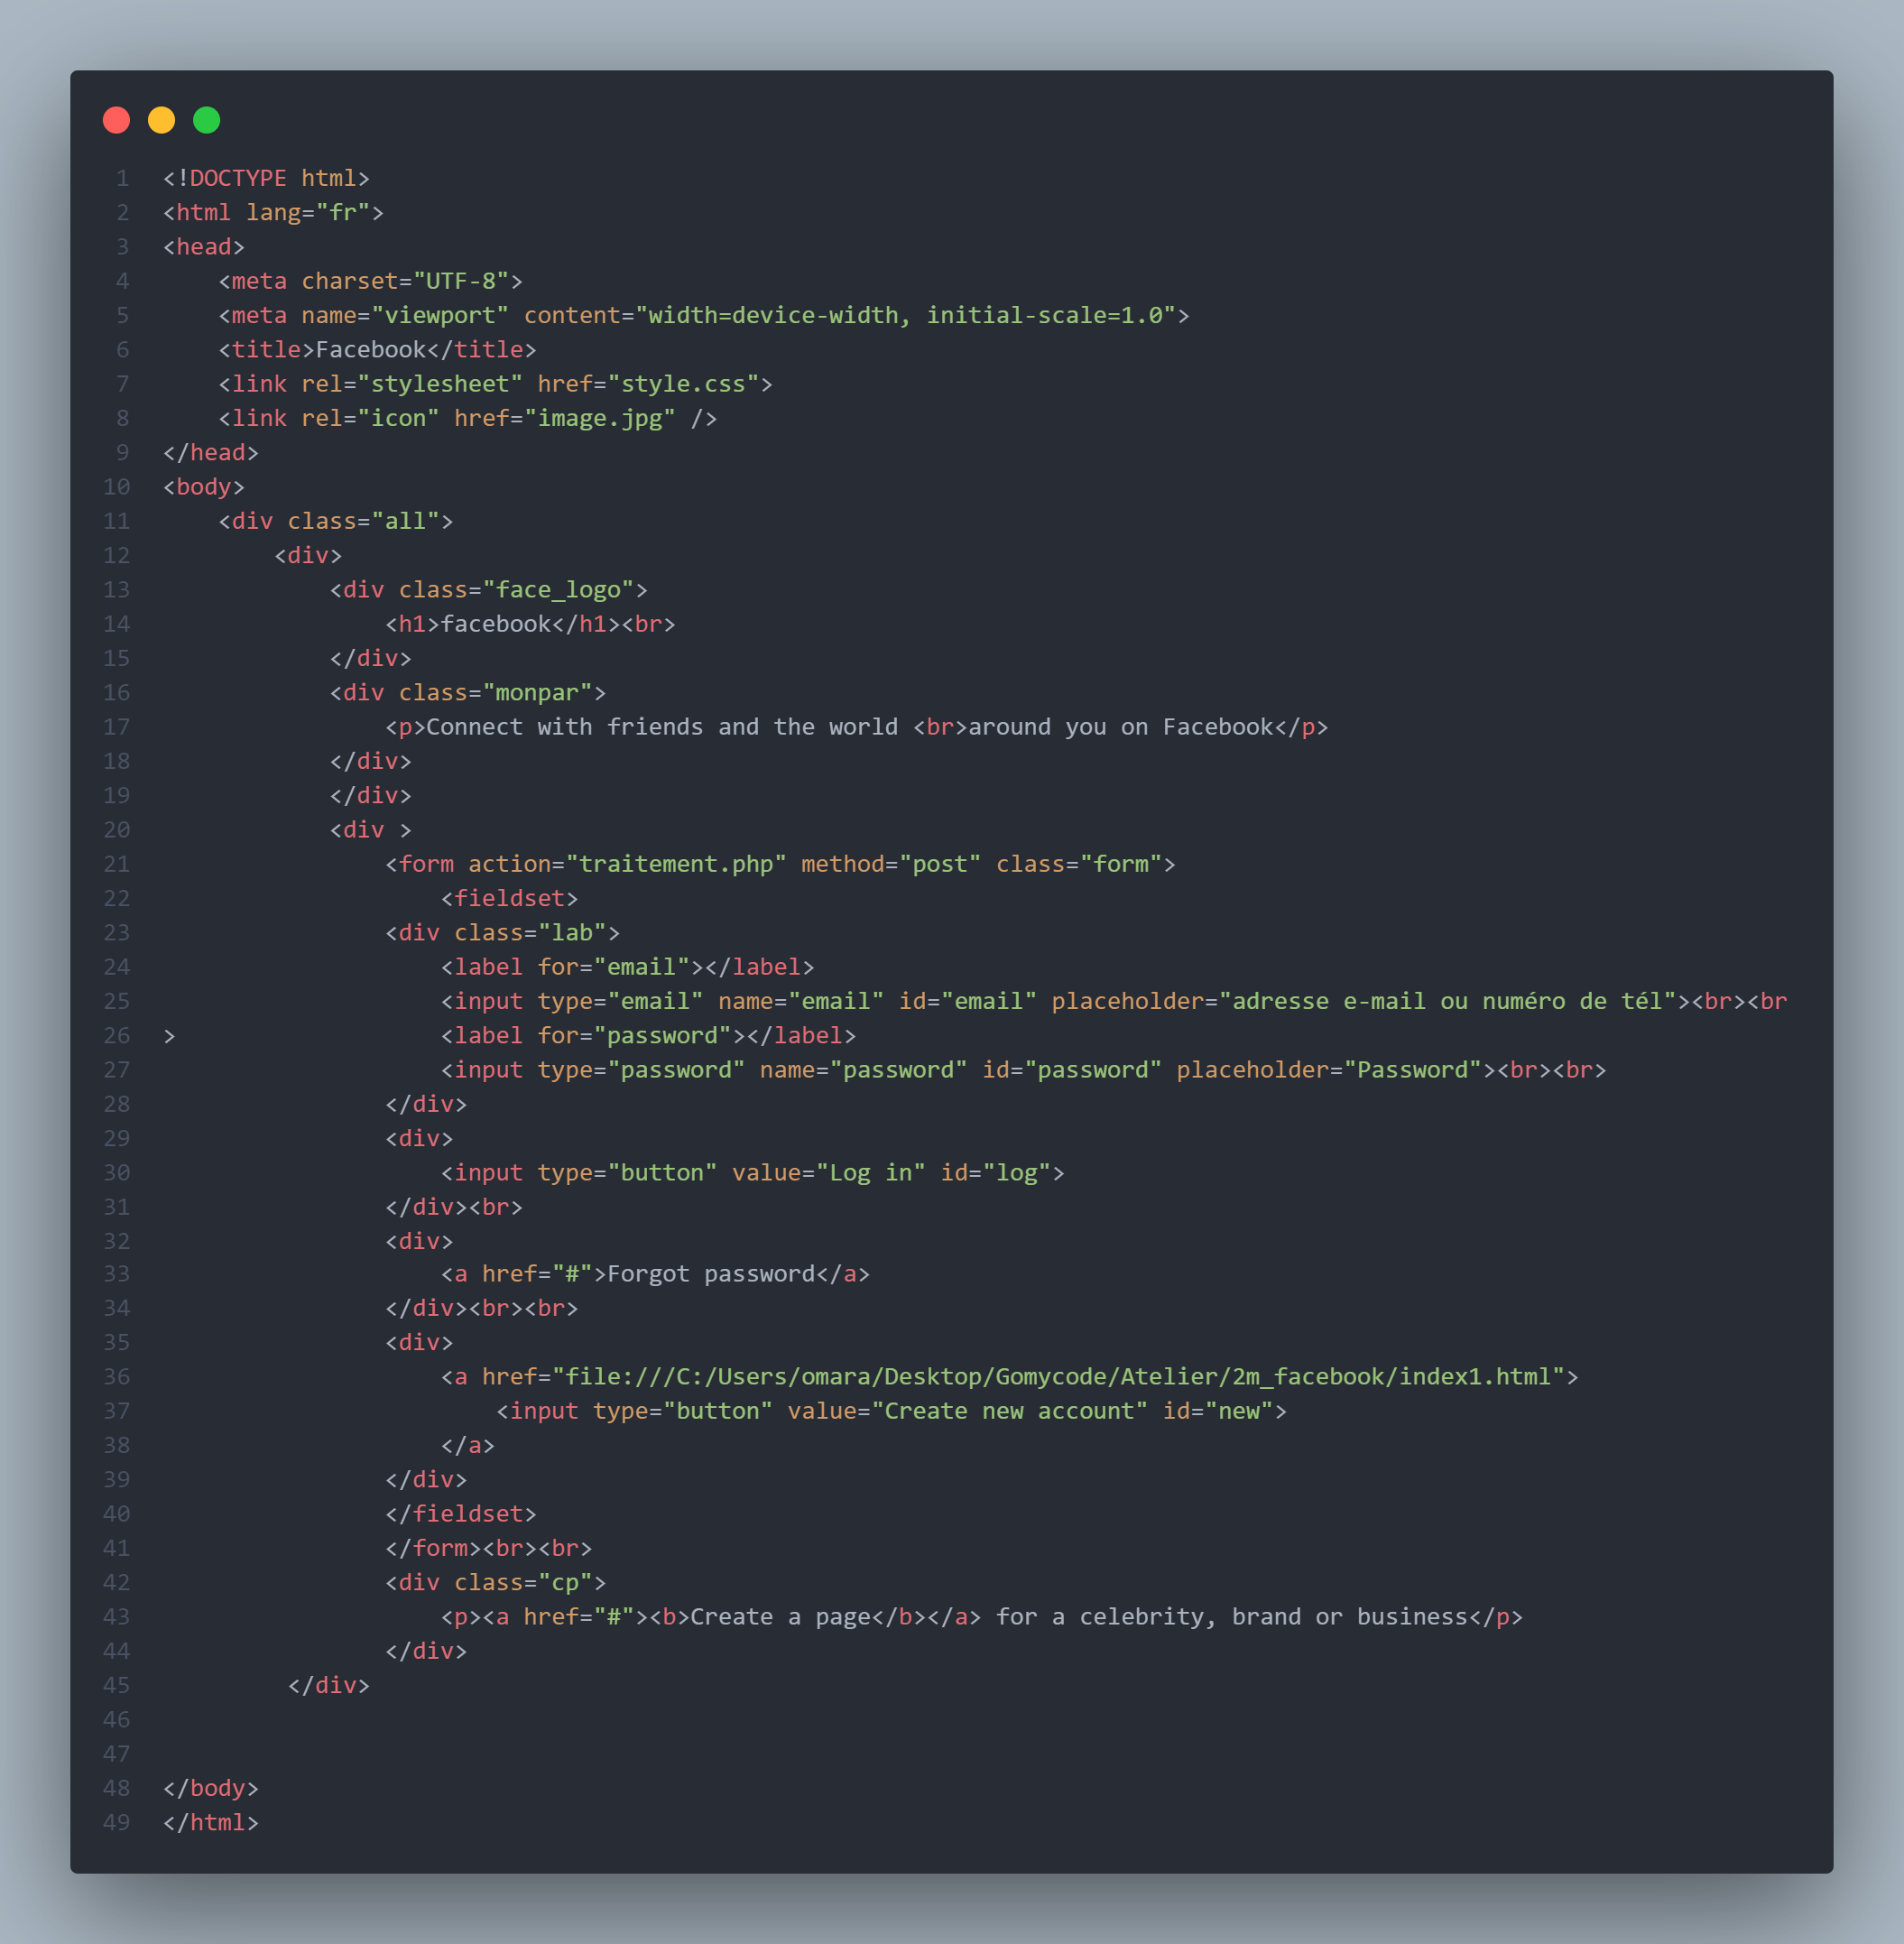 1 <!DOCTYPE html>
2 <html lang="fr">
3 <head>
4     <meta charset="UTF-8">
5     <meta name="viewport" content="width=device-width, initial-scale=1.0">
6     <title>Facebook</title>
7     <link rel="stylesheet" href="style.css">
8     <link rel="icon" href="image.jpg" />
9 </head>
10 <body>
11     <div class="all">
12         <div>
13             <div class="face_logo">
14                 <h1>facebook</h1><br>
15             </div>
16             <div class="monpar">
17                 <p>Connect with friends and the world <br>around you on Facebook</p>
18             </div>
19             </div>
20             <div >
21                 <form action="traitement.php" method="post" class="form">
22                     <fieldset>
23                 <div class="lab">
24                     <label for="email"></label>
25                     <input type="email" name="email" id="email" placeholder="adresse e-mail ou numéro de tél"><br><br
26 >                   <label for="password"></label>
27                     <input type="password" name="password" id="password" placeholder="Password"><br><br>
28                 </div>
29                 <div>
30                     <input type="button" value="Log in" id="log">
31                 </div><br>
32                 <div>
33                     <a href="#">Forgot password</a>
34                 </div><br><br>
35                 <div>
36                     <a href="file:///C:/Users/omara/Desktop/Gomycode/Atelier/2m_facebook/index1.html">
37                         <input type="button" value="Create new account" id="new">
38                     </a>
39                 </div>
40                 </fieldset>
41                 </form><br><br>
42                 <div class="cp">
43                     <p><a href="#"><b>Create a page</b></a> for a celebrity, brand or business</p>
44                 </div>
45          </div>
46
47
48 </body>
49 </html>